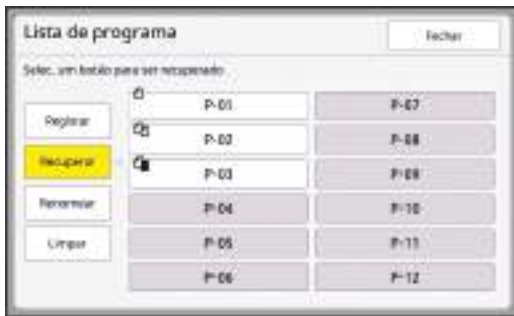 Lista de programa
Fechar
Selec. um botão para ser recuperado
Registrar
Recuperar
Renomear
Limpar
P-01
P-02
P-03
P-04
P-05
P-06
P-07
P-08
P-09
P-10
P-11
P-12